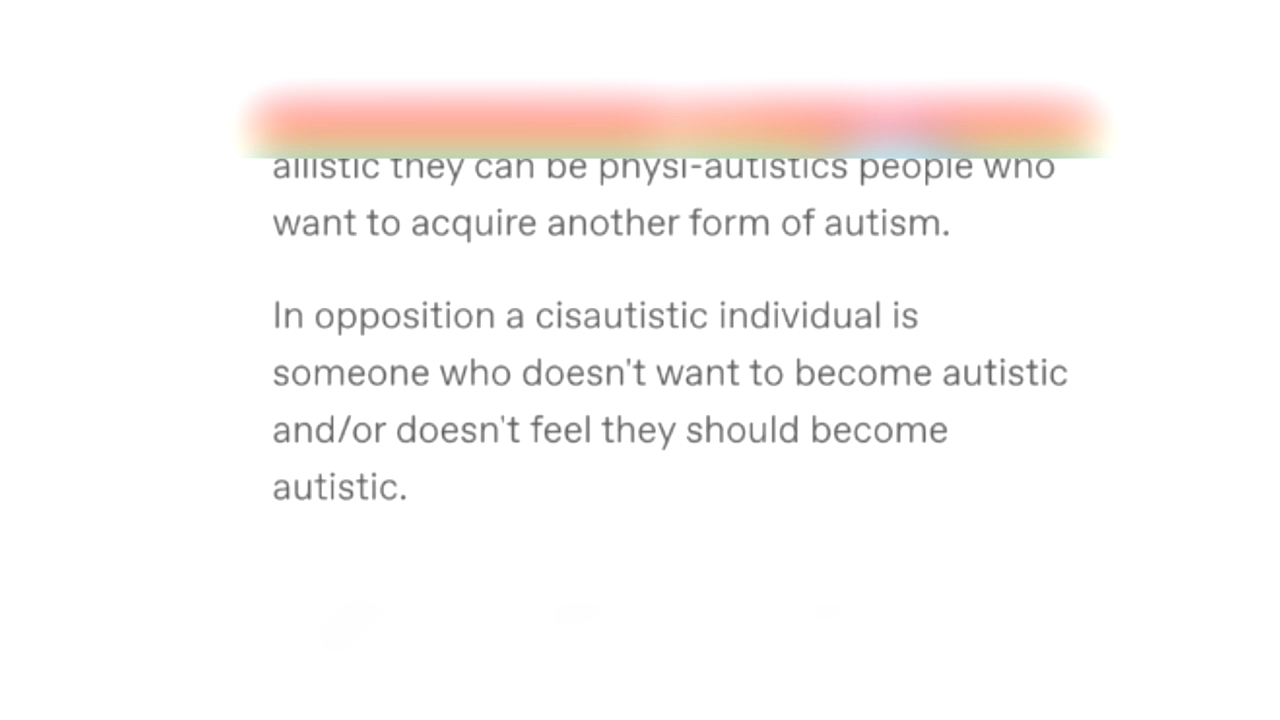 allistic they can be physi-autistics people who
want to acquire another form of autism.
In opposition a cisautistic individual is
someone who doesn't want to become autistic
and/or doesn't feel they should become
autistic.